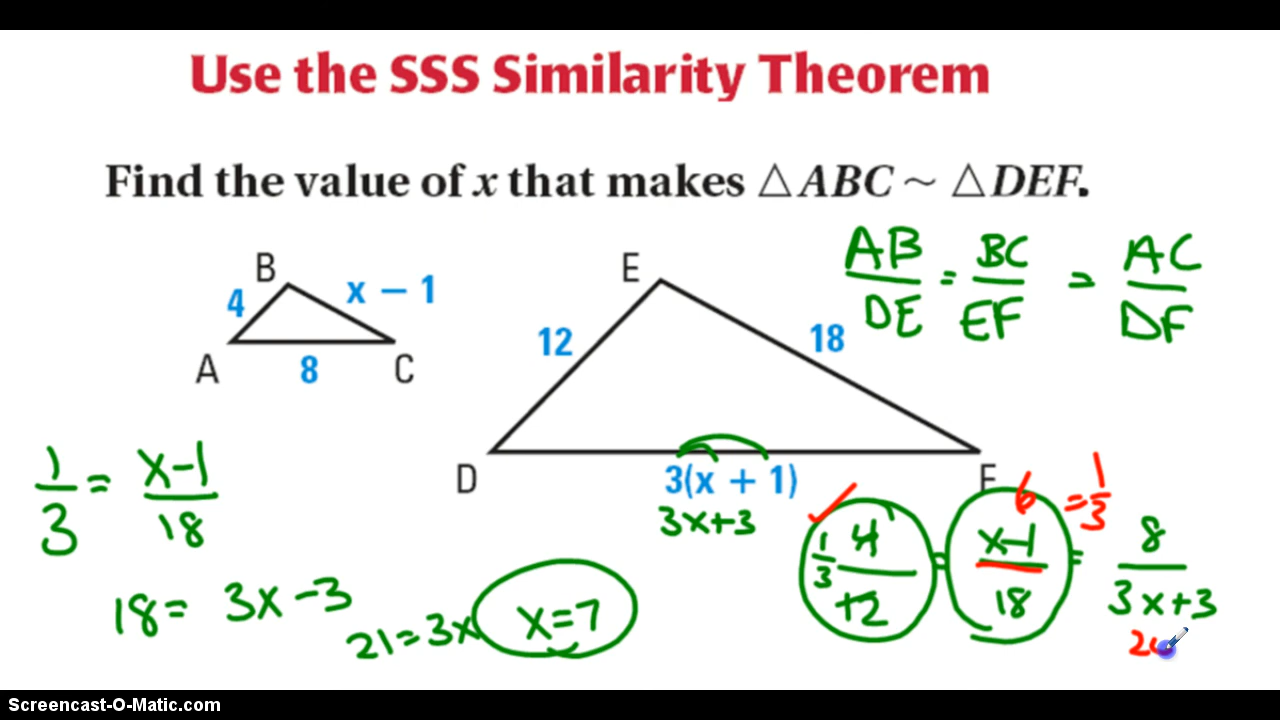 Use the SSS Similarity Theorem
Find the value of x that makes △ABC ~ △DEF.
AB/DE = BC/EF = AC/DF
B
4
x − 1
A
8
C
E
12
18
D
3(x + 1)
F
3x+3
1/3 = x-1/18
18 = 3x-3
21=3x
x=7
1/3
4/12 = x-1/18 = 8/3x+3
6
= 1/3
Screencast-O-Matic.com